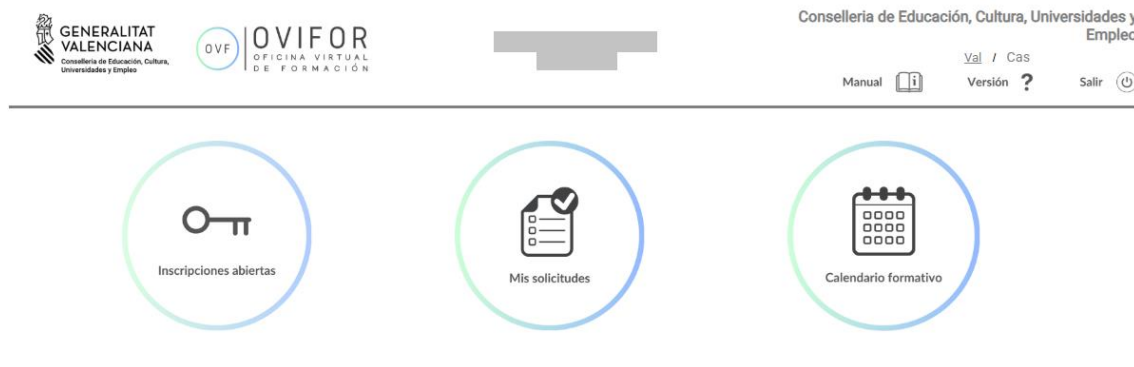 GENERALITAT
VALENCIANA
Conselleria de Educación, Cultura,
Universidades y Empleo
OVF
OVIFOR
OFICINA VIRTUAL
DE FORMACIÓN
Conselleria de Educación, Cultura, Universidades y
Empleo
Val / Cas
Manual i Versión ? Salir
Inscripciones abiertas
Mis solicitudes
Calendario formativo